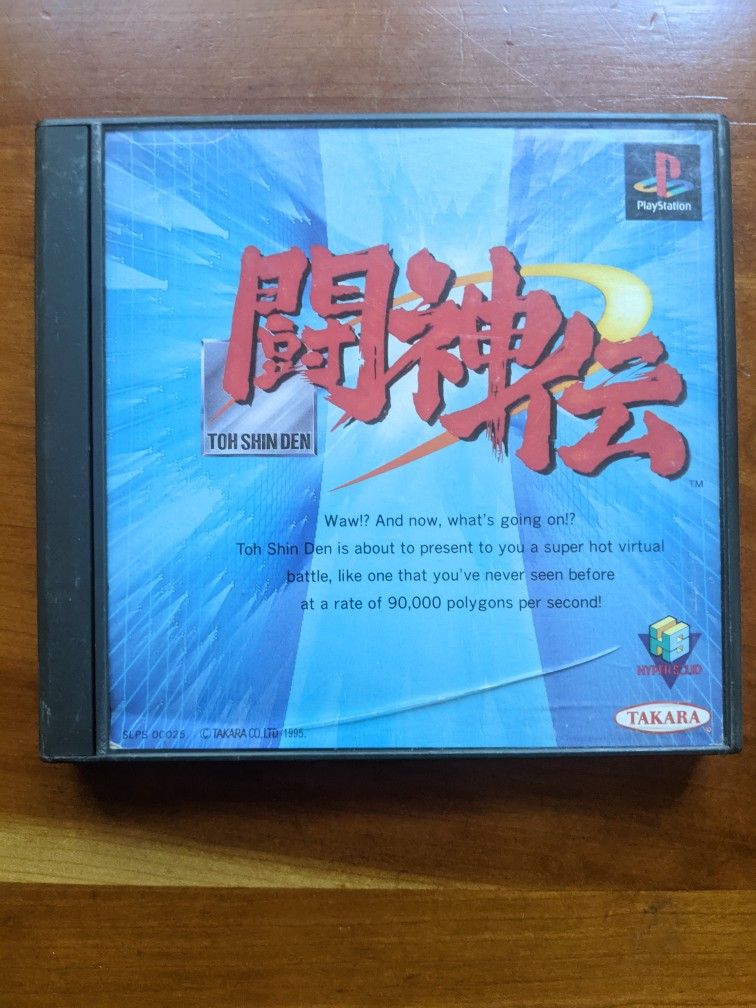 PlayStation
闘神伝
TOH SHIN DEN
TM
Waw!? And now, what's going on!?
Toh Shin Den is about to present to you a super hot virtual
battle, like one that you've never seen before
at a rate of 90,000 polygons per second!
HYPER SOLID
TAKARA
SLPS 00025 © TAKARA CO.,LTD. 1995.